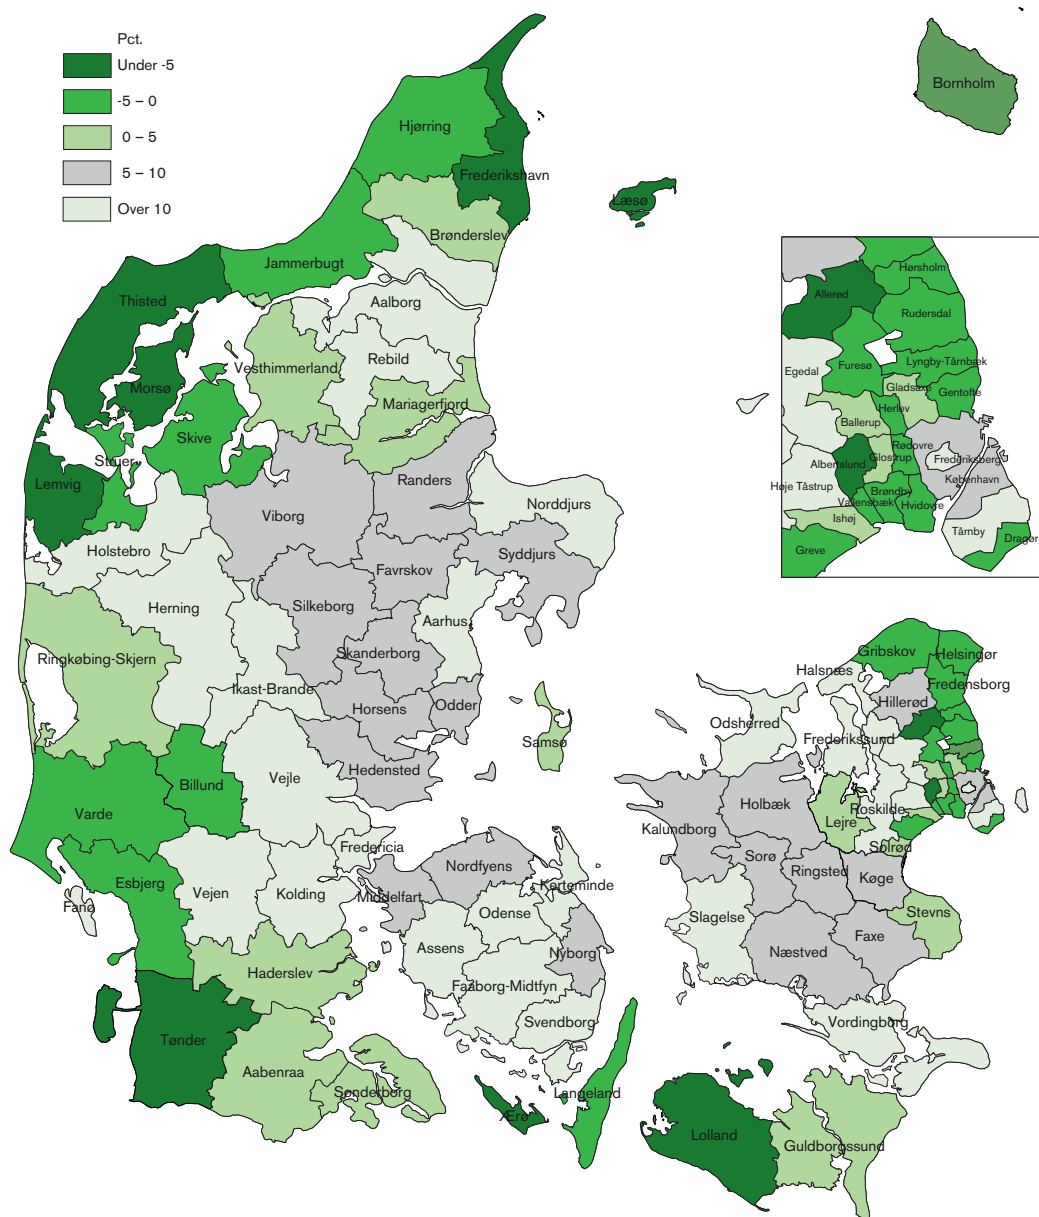 Pct.
Under -5
-5 – 0
0 – 5
5 – 10
Over 10
Bornholm
Hjørring
Frederikshavn
Læsø
Brønderslev
Jammerbugt
Thisted
Aalborg
Rebild
Vesthimmerland
Morsø
Mariagerfjord
Skive
Struer
Lemvig
Randers
Norddjurs
Viborg
Holstebro
Syddjurs
Favrskov
Herning
Silkeborg
Aarhus
Skanderborg
Ringkøbing-Skjern
Ikast-Brande
Horsens
Odder
Samsø
Hedensted
Vejle
Billund
Varde
Fredericia
Esbjerg
Vejen
Kolding
Fanø
Middelfart
Nordfyens
Kerteminde
Odense
Assens
Nyborg
Haderslev
Faaborg-Midtfyn
Svendborg
Tønder
Aabenraa
Sønderborg
Langeland
Ærø
Hørsholm
Allerød
Rudersdal
Egedal
Furesø
Lyngby-Tårnbæk
Gladsaxe
Gentofte
Herlev
Ballerup
Rødovre
Glostrup
Frederiksberg
Albertslund
København
Høje Tåstrup
Brøndby
Vallensbæk
Hvidovre
Ishøj
Tårnby
Dragør
Greve
Gribskov
Helsingør
Halsnæs
Fredensborg
Hillerød
Odsherred
Frederikssund
Holbæk
Roskilde
Lejre
Kalundborg
Solrød
Sorø
Ringsted
Køge
Slagelse
Stevns
Faxe
Næstved
Vordingborg
Lolland
Guldborgssund